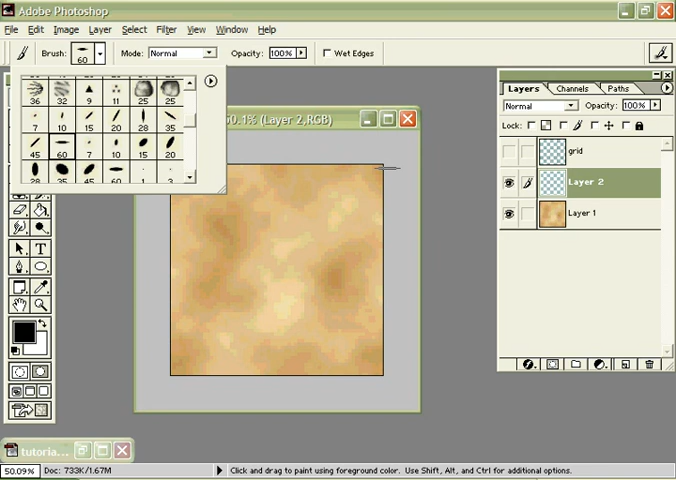 Adobe Photoshop
File Edit Image Layer Select Filter View Window Help
Brush: 60 Mode: Normal Opacity: 100% Wet Edges
36 32 9 11 25 25
7 10 15 20 28 35
45 60 7 10 15 20
28 35 45 60 1 3
50.1% (Layer 2,RGB)
Layers Channels Paths
Normal Opacity: 100%
Lock:
grid
Layer 2
Layer 1
T
tutoria...
50.09% Doc: 733K/1.67M Click and drag to paint using foreground color. Use Shift, Alt, and Ctrl for additional options.